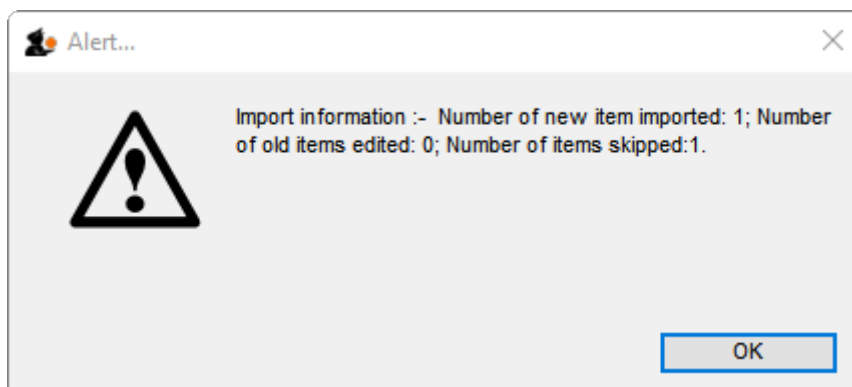 Alert...
Import information :-  Number of new item imported: 1; Number
of old items edited: 0; Number of items skipped:1.
OK